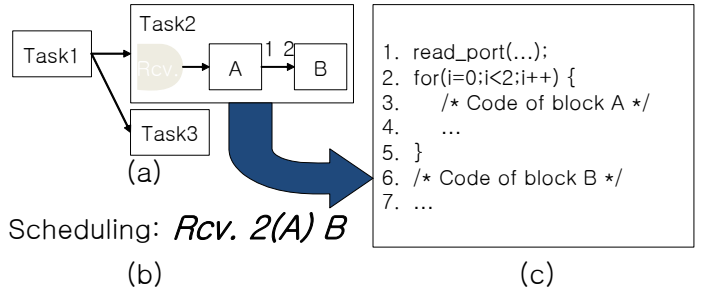 Task2
Task1
Rcv.
A
1 2
B
Task3
(a)
Scheduling: Rcv. 2(A) B
(b)
1. read_port(...);
2. for(i=0;i<2;i++) {
3. /* Code of block A */
4. ...
5. }
6. /* Code of block B */
7. ...
(c)